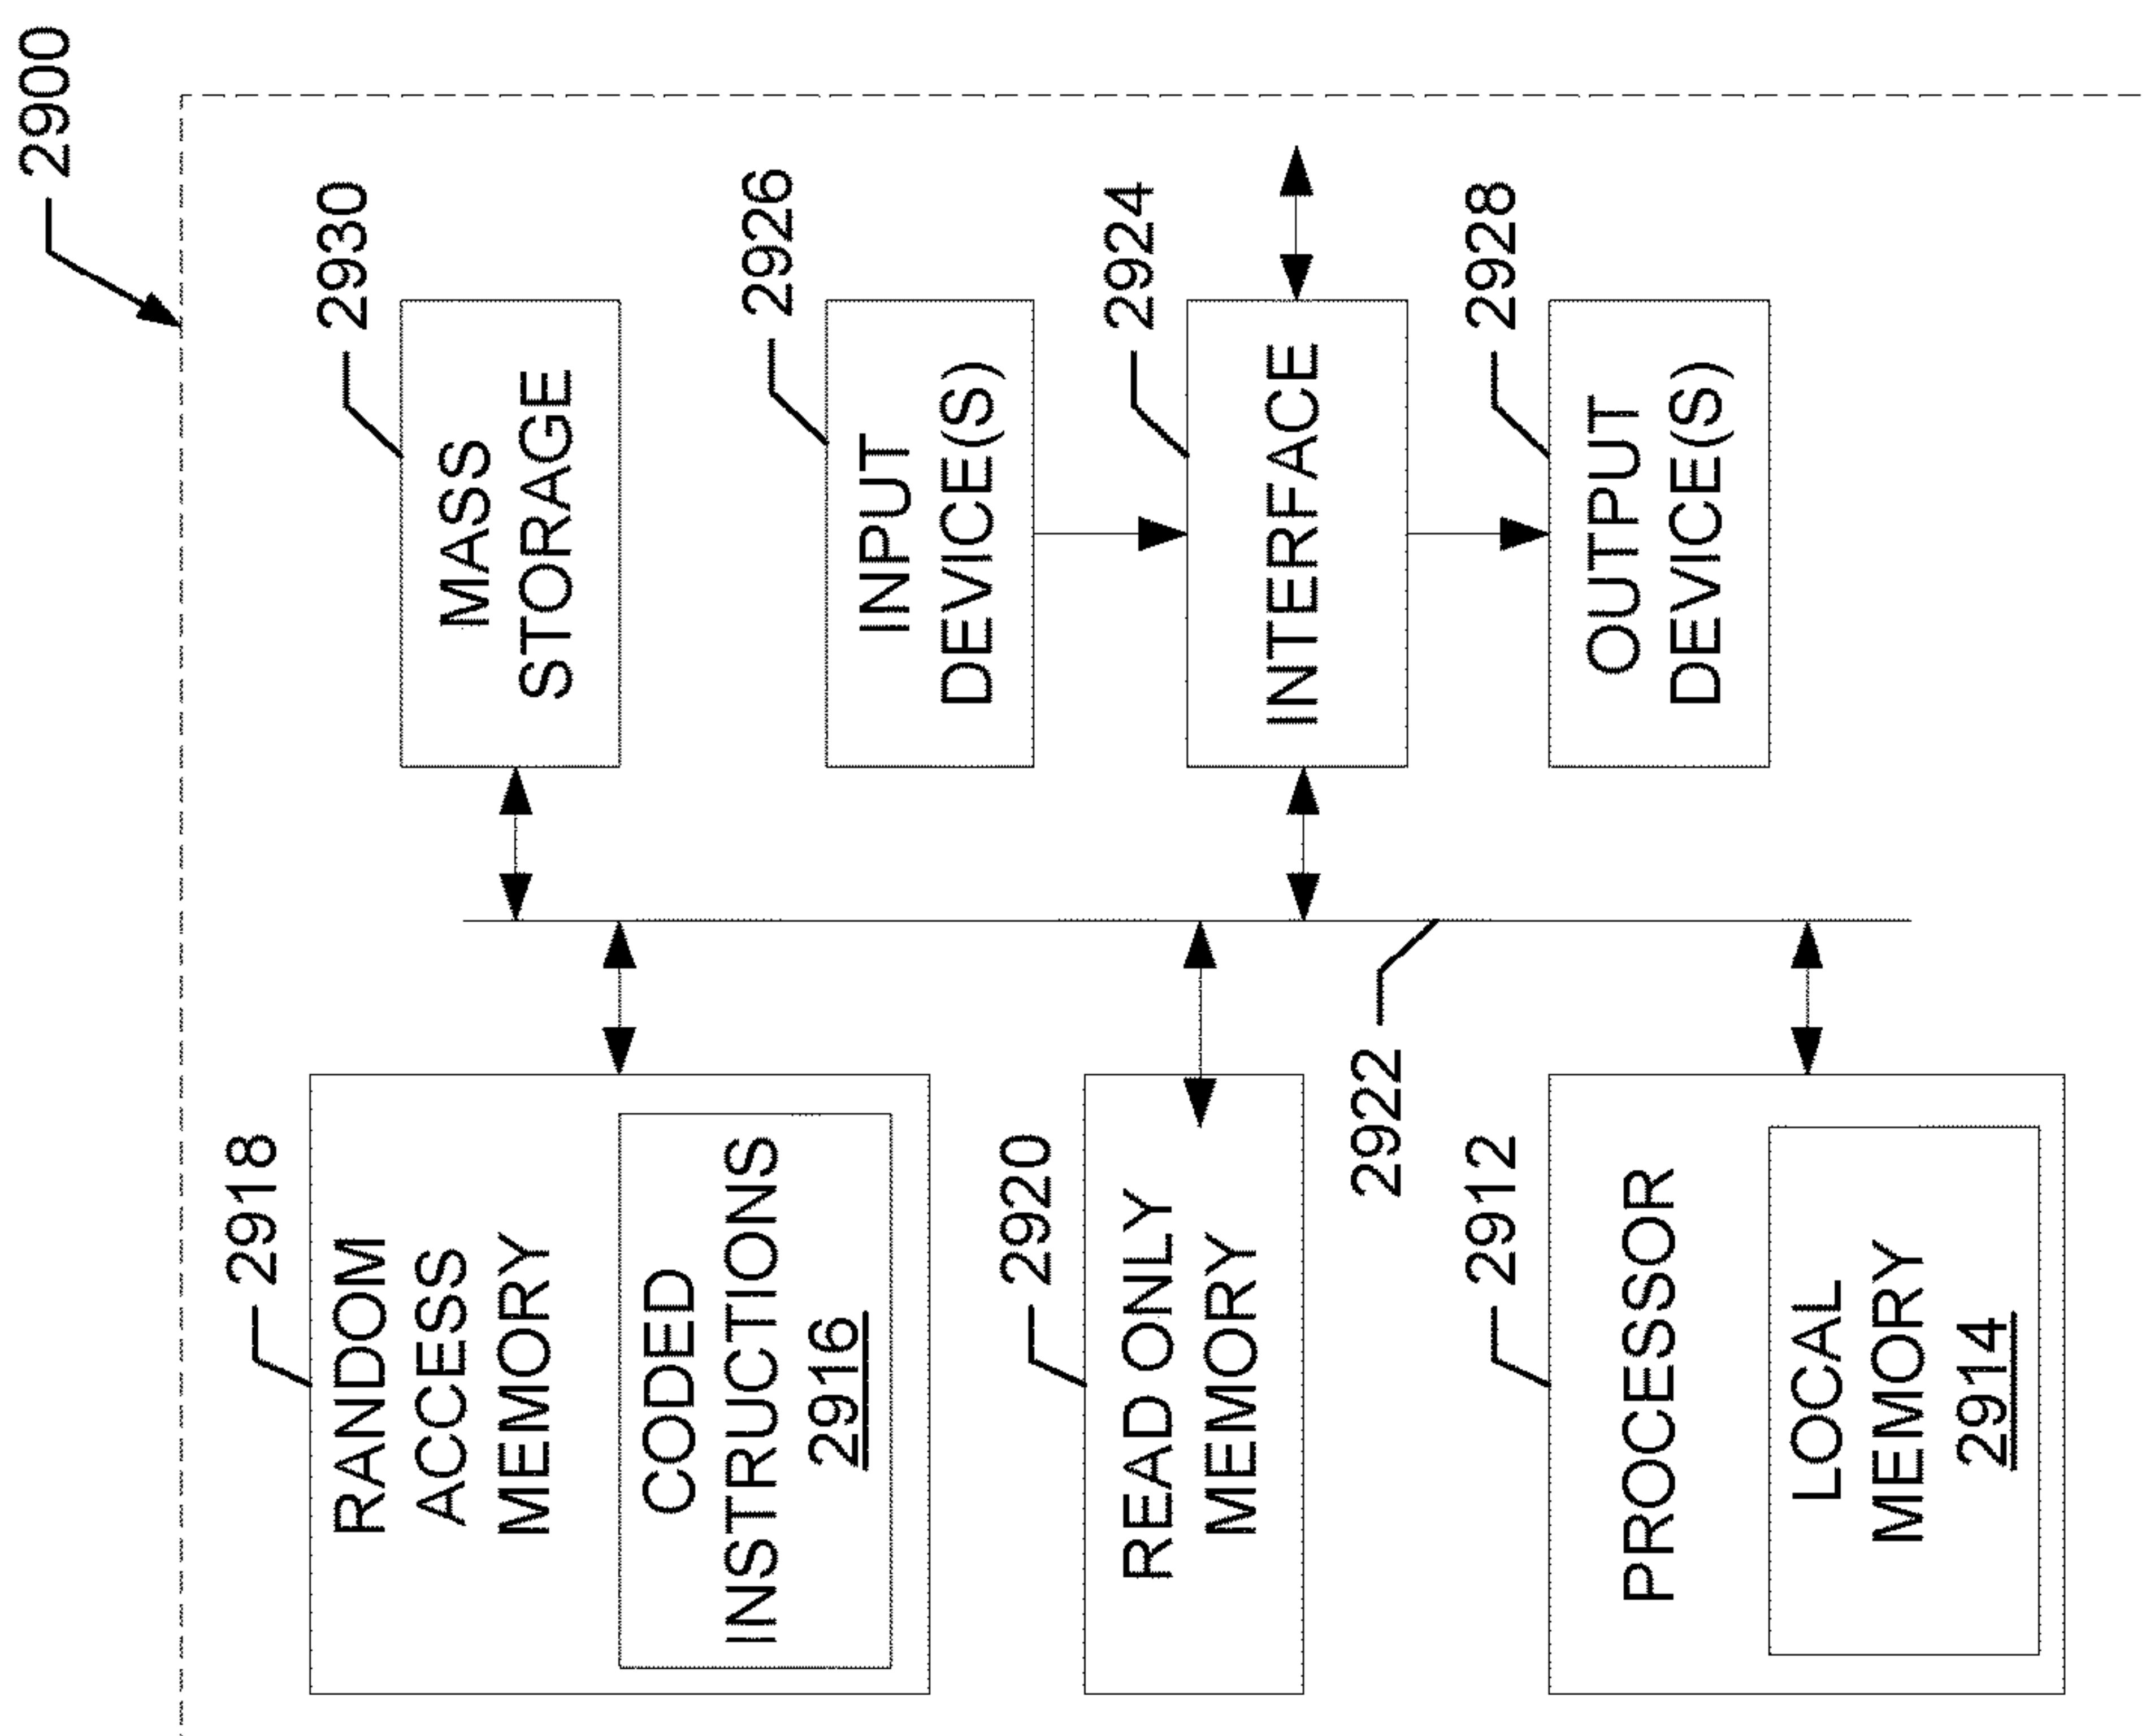 2900
2918
RANDOM
ACCESS
MEMORY
CODED
INSTRUCTIONS
2916
2930
MASS
STORAGE
2920
READ ONLY
MEMORY
2926
INPUT
DEVICE(S)
2924
INTERFACE
2922
2912
PROCESSOR
LOCAL
MEMORY
2914
2928
OUTPUT
DEVICE(S)